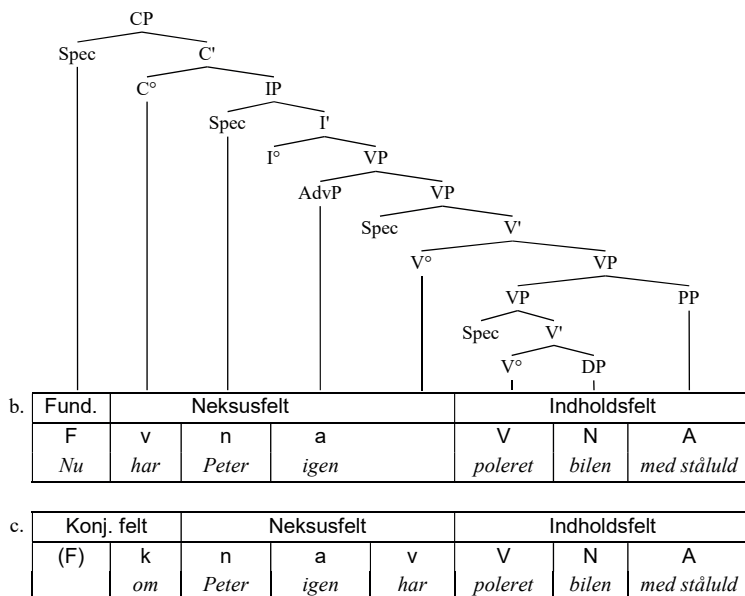 CP
Spec C'
C° IP
Spec I'
I° VP
AdvP VP
Spec V'
V° VP
VP PP
Spec V'
V° DP
b. Fund. Neksusfelt Indholdsfelt
F v n a V N A
Nu har Peter igen poleret bilen med ståluld
c. Konj. felt Neksusfelt Indholdsfelt
(F) k n a v V N A
om Peter igen har poleret bilen med ståluld